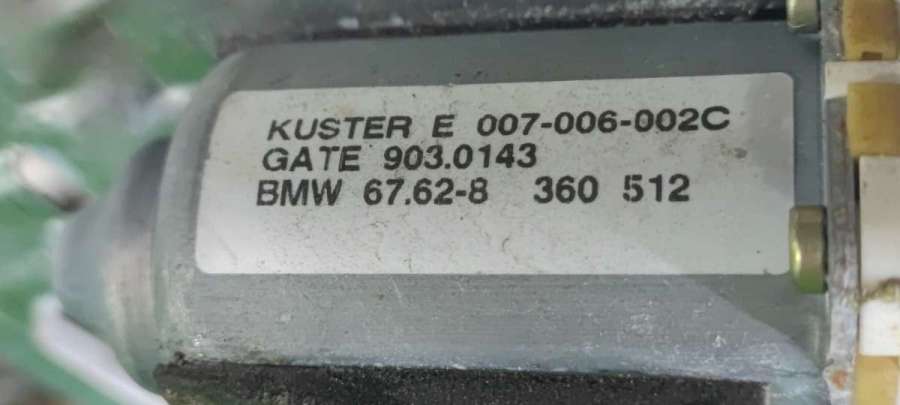 KUSTER E 007-006-002C
GATE 903.0143
BMW 67.62-8 360 512